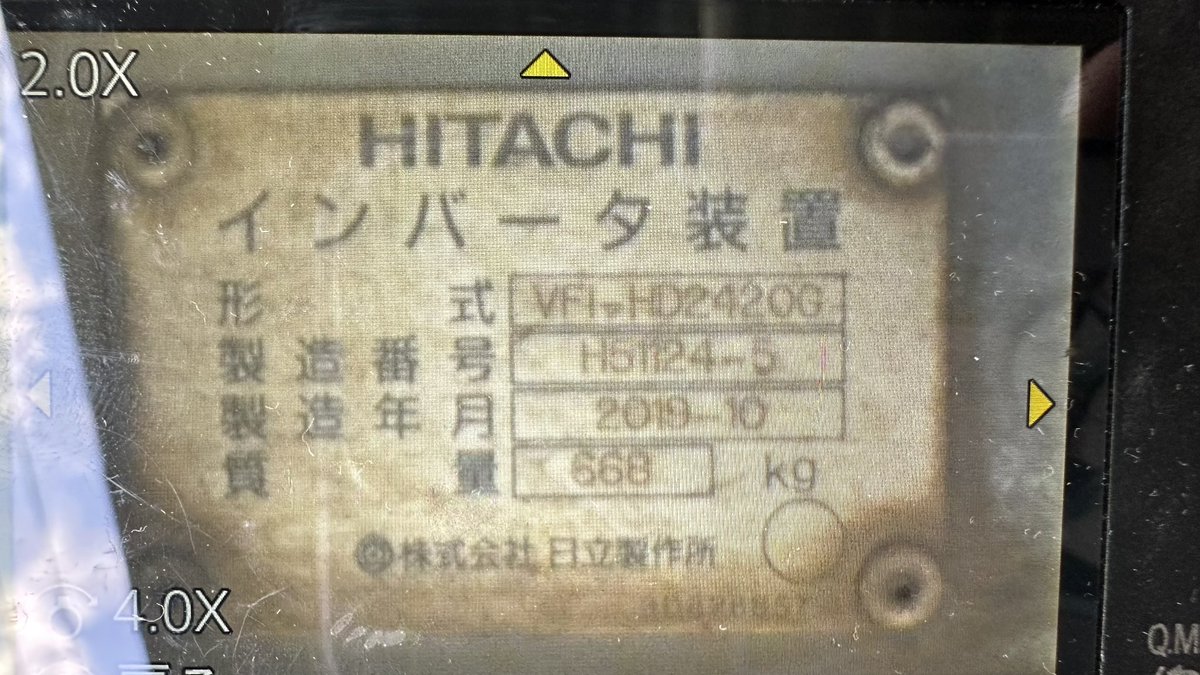 2.0X
HITACHI
インバータ装置
形式 VFI-HD2420G
製造番号 H51124-5
製造年月 2019-10
質量 668 kg
株式会社 日立製作所
4.0X
Q.M